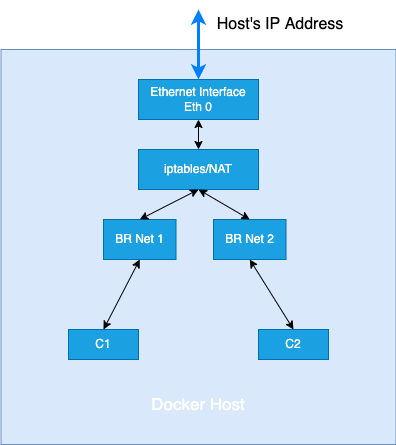 Host's IP Address
Ethernet Interface
Eth 0
iptables/NAT
BR Net 1
BR Net 2
C1
C2
Docker Host